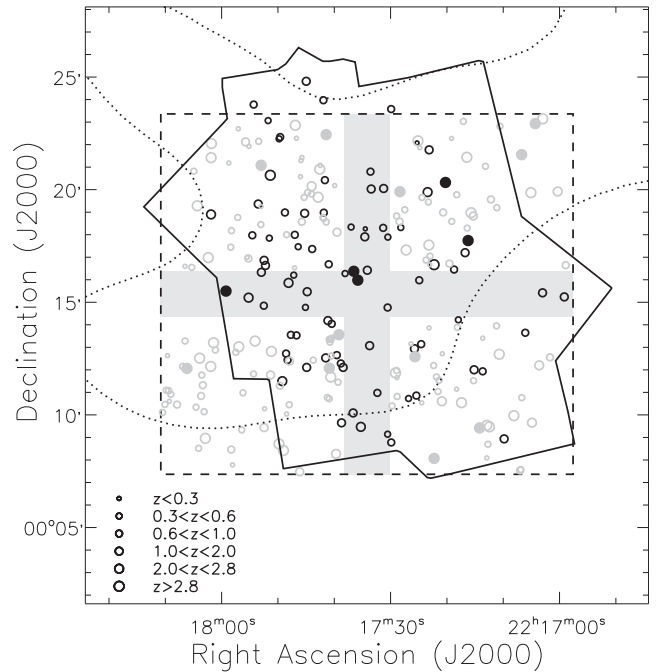 25'
20'
15'
10'
00°05'
Declination (J2000)
z<0.3
0.3<z<0.6
0.6<z<1.0
1.0<z<2.0
2.0<z<2.8
z>2.8
18ᵐ00ˢ 17ᵐ30ˢ 22ʰ17ᵐ00ˢ
Right Ascension (J2000)